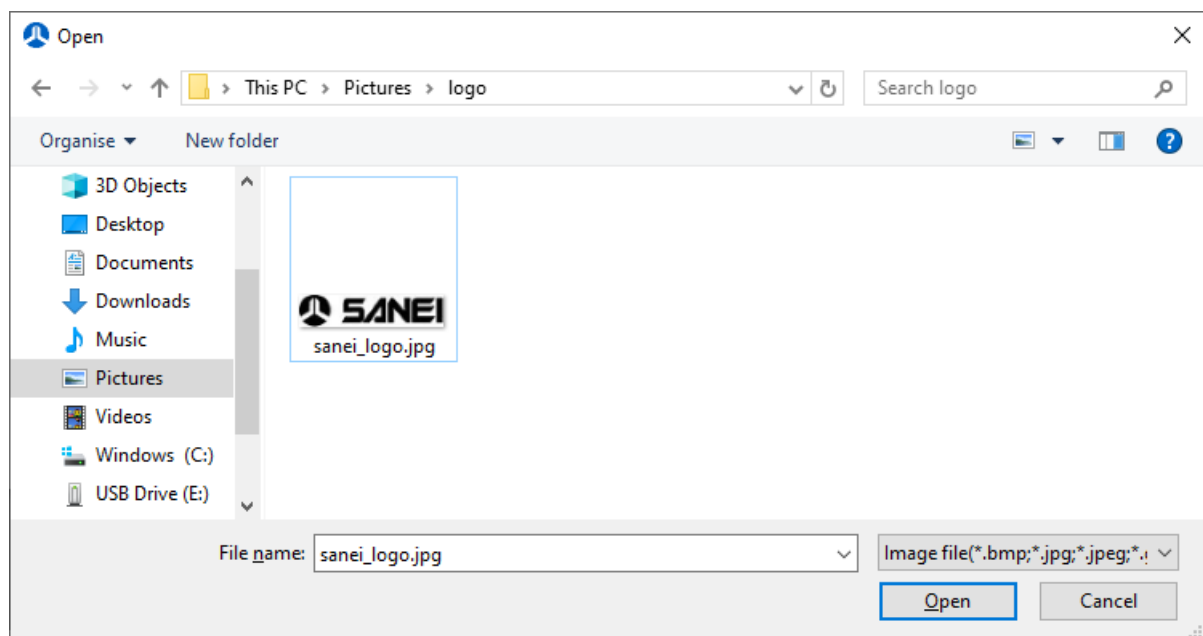 Open
This PC > Pictures > logo
Search logo
Organise
New folder
3D Objects
Desktop
Documents
Downloads
Music
Pictures
Videos
Windows (C:)
USB Drive (E:)
SANEI
sanei_logo.jpg
File name:
sanei_logo.jpg
Image file(*.bmp;*.jpg;*.jpeg;*.
Open
Cancel